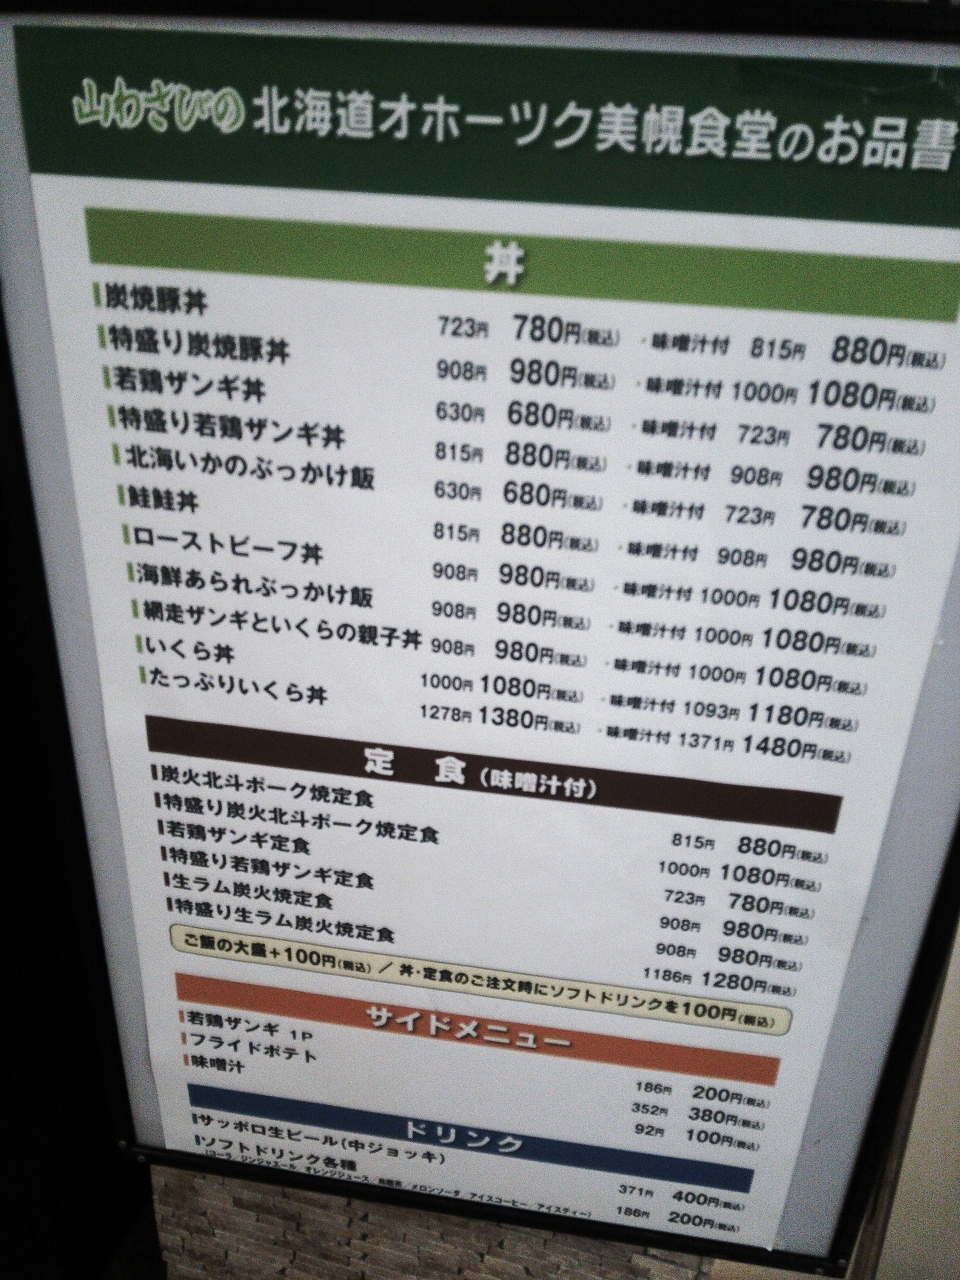 山わさびの 北海道オホーツク美幌食堂のお品書
丼
炭焼豚丼 723円 780円(税込) ・味噌汁付 815円 880円(税込)
特盛り炭焼豚丼 908円 980円(税込) ・味噌汁付 1000円 1080円(税込)
若鶏ザンギ丼 630円 680円(税込) ・味噌汁付 723円 780円(税込)
特盛り若鶏ザンギ丼 815円 880円(税込) ・味噌汁付 908円 980円(税込)
北海いかのぶっかけ飯 630円 680円(税込) ・味噌汁付 723円 780円(税込)
鮭鮭丼 815円 880円(税込) ・味噌汁付 908円 980円(税込)
ローストビーフ丼 908円 980円(税込) ・味噌汁付 1000円 1080円(税込)
海鮮あられぶっかけ飯 908円 980円(税込) ・味噌汁付 1000円 1080円(税込)
網走ザンギといくらの親子丼 908円 980円(税込) ・味噌汁付 1000円 1080円(税込)
いくら丼 1000円 1080円(税込) ・味噌汁付 1093円 1180円(税込)
たっぷりいくら丼 1278円 1380円(税込) ・味噌汁付 1371円 1480円(税込)
定 食(味噌汁付)
炭火北斗ポーク焼定食 815円 880円(税込)
特盛り炭火北斗ポーク焼定食 1000円 1080円(税込)
若鶏ザンギ定食 723円 780円(税込)
特盛り若鶏ザンギ定食 908円 980円(税込)
生ラム炭火焼定食 908円 980円(税込)
特盛り生ラム炭火焼定食 1186円 1280円(税込)
ご飯の大盛+100円(税込) / 丼・定食のご注文時にソフトドリンクを100円(税込)
サイドメニュー
若鶏ザンギ 1P 186円 200円(税込)
フライドポテト 352円 380円(税込)
味噌汁 92円 100円(税込)
ドリンク
サッポロ生ビール(中ジョッキ) 371円 400円(税込)
ソフトドリンク各種 186円 200円(税込)
(コーラ/ジンジャエール/オレンジジュース/烏龍茶/メロンソーダ/アイスコーヒー/アイスティー)